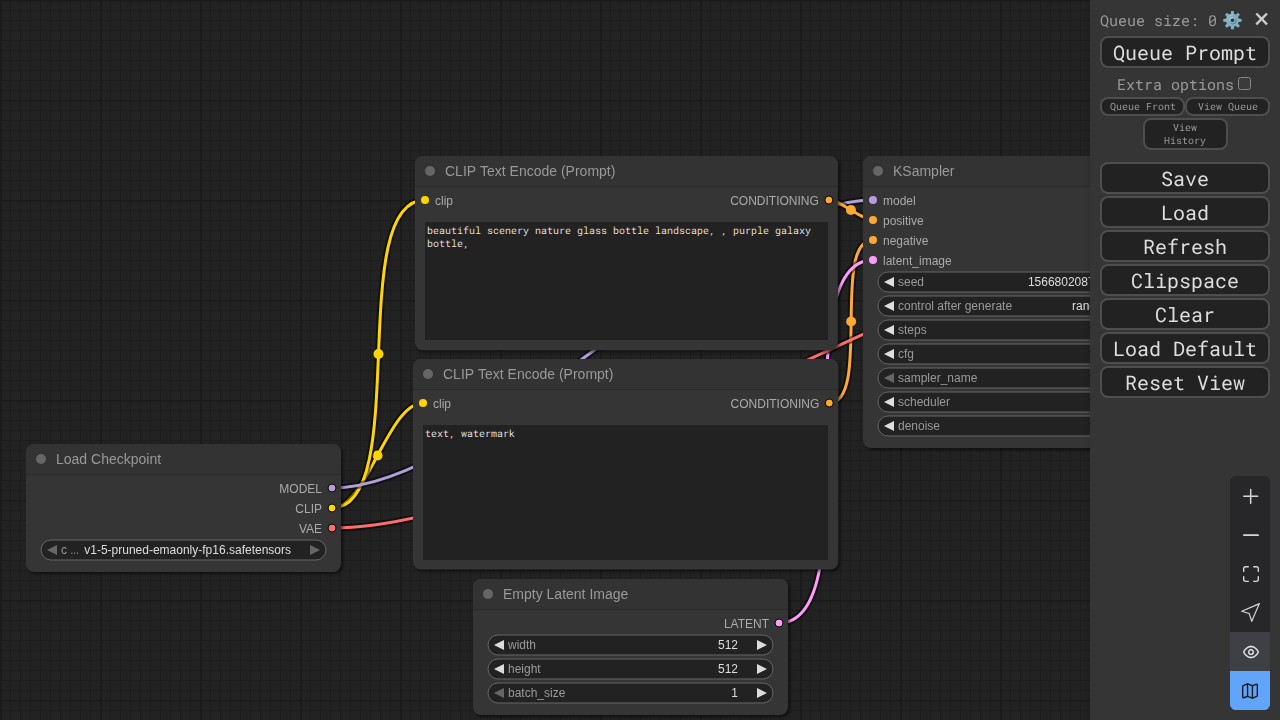 Queue size: 0
Queue Prompt
Extra options
Queue Front
View Queue
View
History
Save
Load
Refresh
Clipspace
Clear
Load Default
Reset View
CLIP Text Encode (Prompt)
clip
CONDITIONING
beautiful scenery nature glass bottle landscape, , purple galaxy
bottle,
KSampler
model
positive
negative
latent_image
seed 1566802087
control after generate ran
steps
cfg
sampler_name
scheduler
denoise
CLIP Text Encode (Prompt)
clip
CONDITIONING
text, watermark
Load Checkpoint
MODEL
CLIP
VAE
c ... v1-5-pruned-emaonly-fp16.safetensors
Empty Latent Image
LATENT
width 512
height 512
batch_size 1